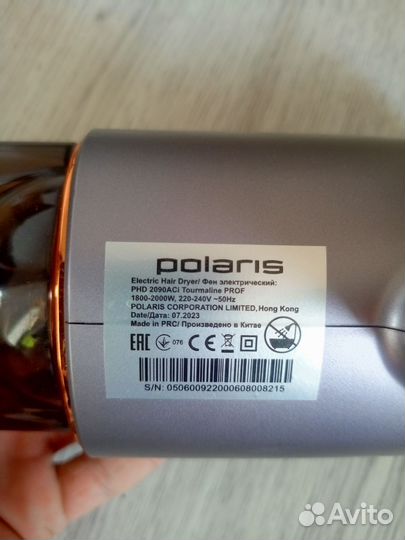 polaris
Electric Hair Dryer/ Фен электрический:
PHD 2090ACi Tourmaline PROF
1800-2000W, 220-240V ~50Hz
POLARIS CORPORATION LIMITED, Hong Kong
Date/Дата: 07.2023
Made in PRC/ Произведено в Китае
EAC 076 CE
S/N: 050600922000608008215
Avito